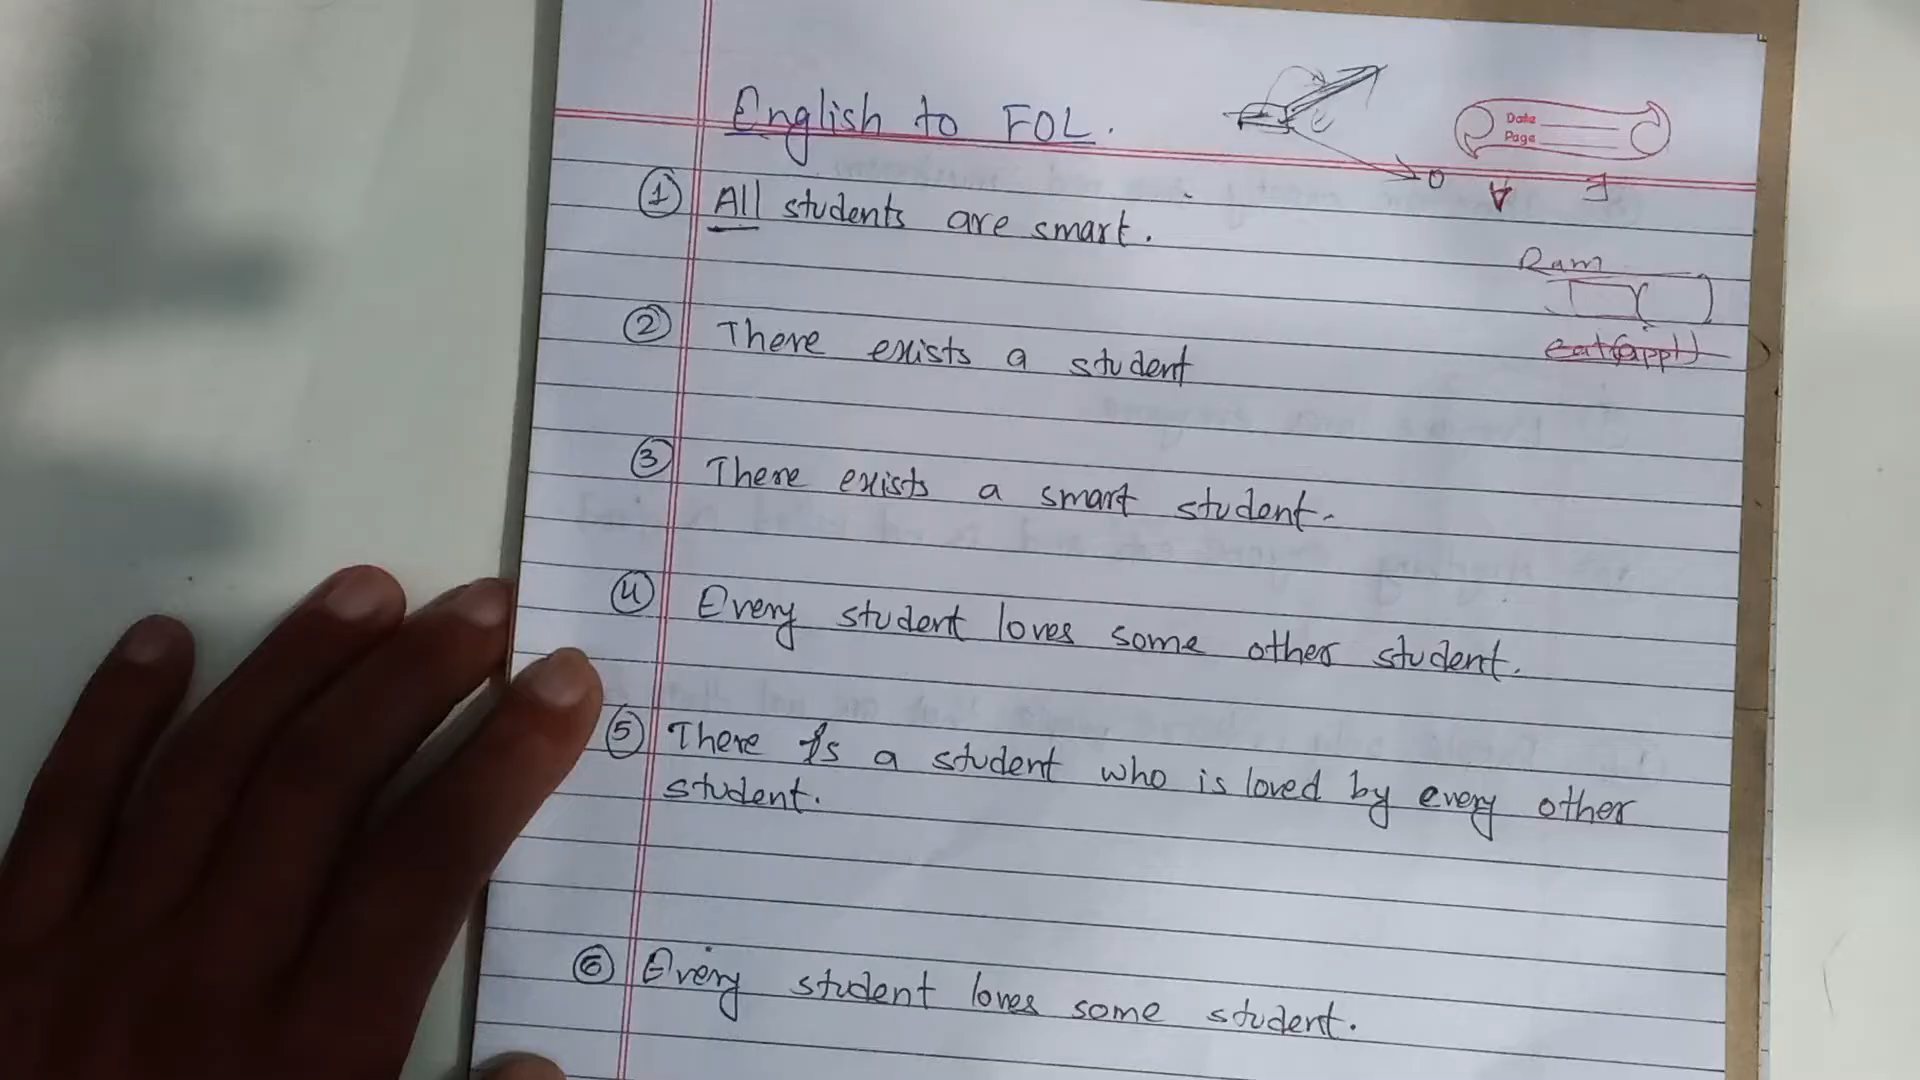 English to FOL.
Date
Page
0 ∀ ∃
① All students are smart.
Ram
② There exists a student
③ There exists a smart student.
④ Every student loves some other student.
⑤ There is a student who is loved by every other
student.
⑥ Every student loves some student.